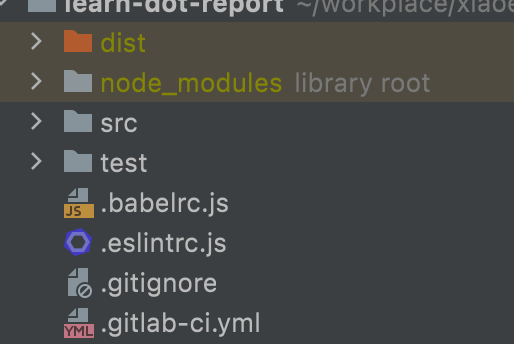 learn-dot-report ~/workplace/xiaoe
dist
node_modules library root
src
test
JS .babelrc.js
.eslintrc.js
.gitignore
YML .gitlab-ci.yml